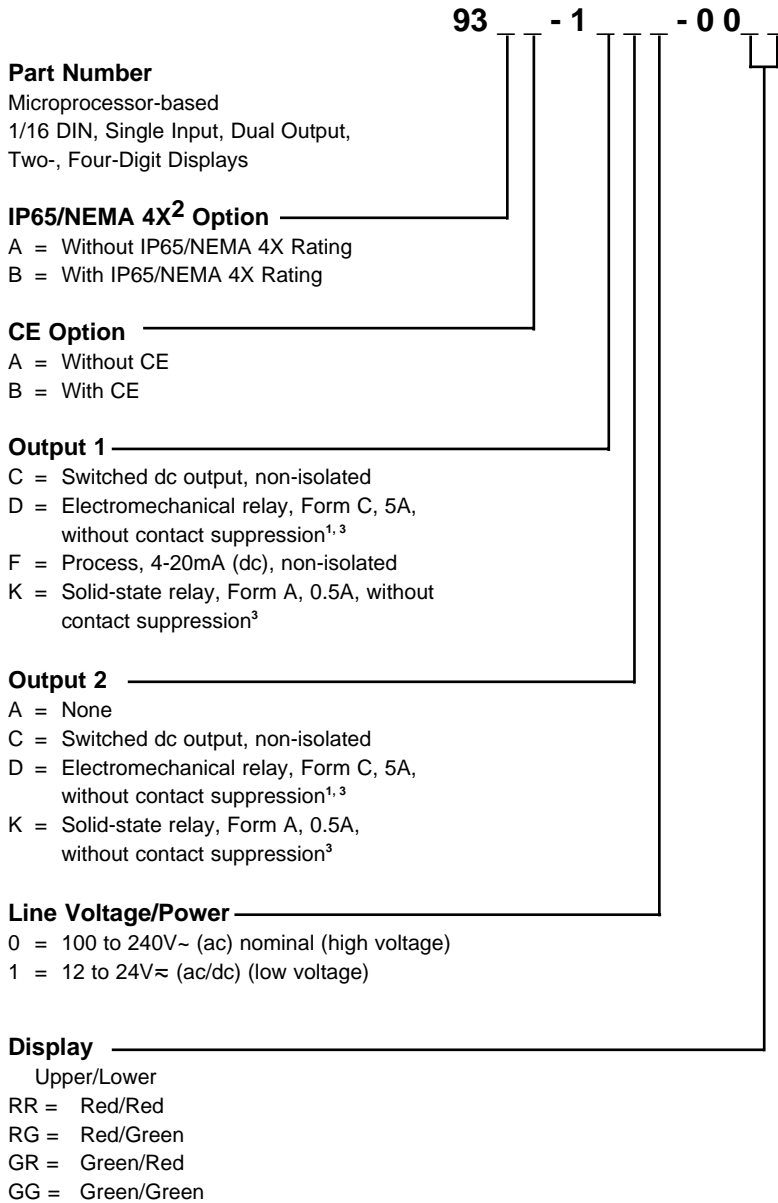 93 _ _ - 1 _ _ _ - 0 0 _ _
Part Number
Microprocessor-based
1/16 DIN, Single Input, Dual Output,
Two-, Four-Digit Displays
IP65/NEMA 4X² Option
A = Without IP65/NEMA 4X Rating
B = With IP65/NEMA 4X Rating
CE Option
A = Without CE
B = With CE
Output 1
C = Switched dc output, non-isolated
D = Electromechanical relay, Form C, 5A,
without contact suppression¹, ³
F = Process, 4-20mA (dc), non-isolated
K = Solid-state relay, Form A, 0.5A, without
contact suppression³
Output 2
A = None
C = Switched dc output, non-isolated
D = Electromechanical relay, Form C, 5A,
without contact suppression¹, ³
K = Solid-state relay, Form A, 0.5A,
without contact suppression³
Line Voltage/Power
0 = 100 to 240V~ (ac) nominal (high voltage)
1 = 12 to 24V≂ (ac/dc) (low voltage)
Display
Upper/Lower
RR = Red/Red
RG = Red/Green
GR = Green/Red
GG = Green/Green